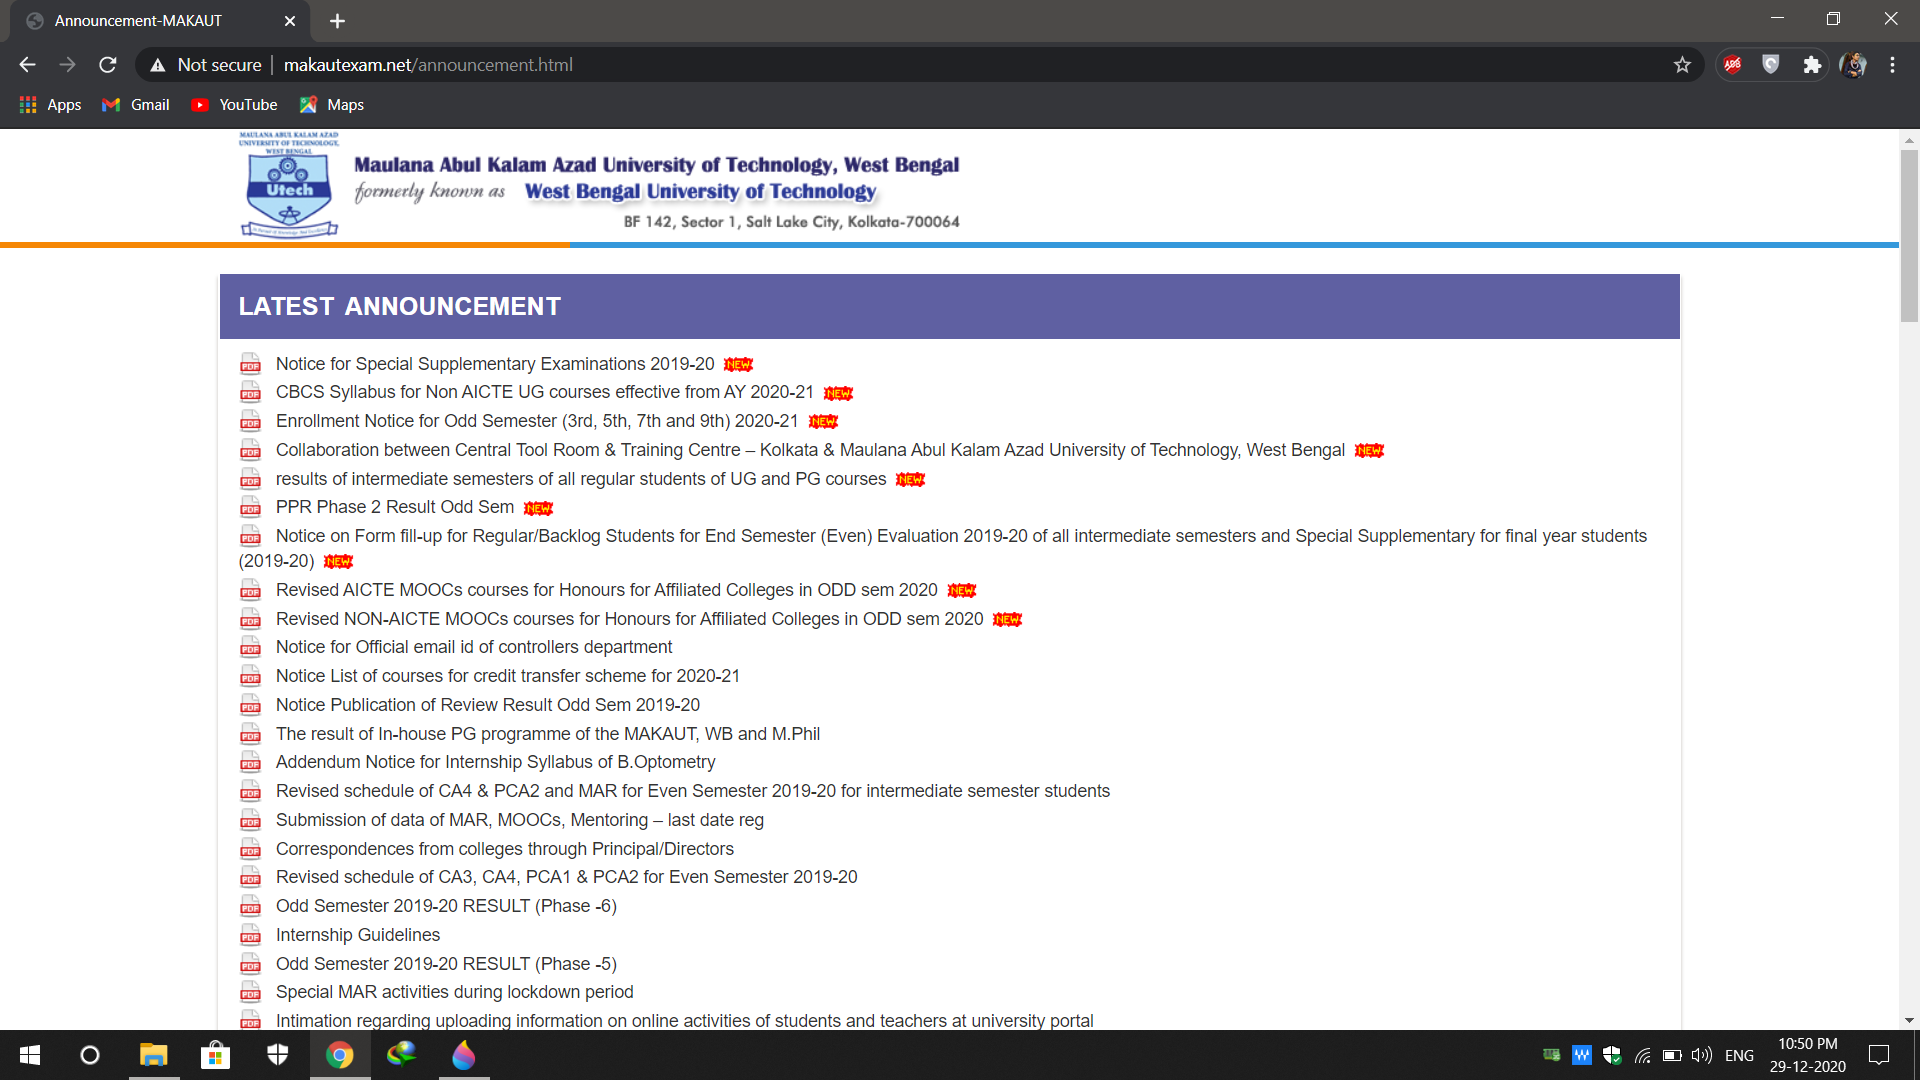 Announcement-MAKAUT
Not secure
makautexam.net/announcement.html
ABP
Apps
Gmail
YouTube
Maps
MAULANA ABUL KALAM AZAD
UNIVERSITY OF TECHNOLOGY,
WEST BENGAL
Utech
Maulana Abul Kalam Azad University of Technology, West Bengal
formerly known as West Bengal University of Technology
BF 142, Sector 1, Salt Lake City, Kolkata-700064
LATEST ANNOUNCEMENT
PDF Notice for Special Supplementary Examinations 2019-20 NEW
PDF CBCS Syllabus for Non AICTE UG courses effective from AY 2020-21 NEW
PDF Enrollment Notice for Odd Semester (3rd, 5th, 7th and 9th) 2020-21 NEW
PDF Collaboration between Central Tool Room & Training Centre – Kolkata & Maulana Abul Kalam Azad University of Technology, West Bengal NEW
PDF results of intermediate semesters of all regular students of UG and PG courses NEW
PDF PPR Phase 2 Result Odd Sem NEW
PDF Notice on Form fill-up for Regular/Backlog Students for End Semester (Even) Evaluation 2019-20 of all intermediate semesters and Special Supplementary for final year students
(2019-20) NEW
PDF Revised AICTE MOOCs courses for Honours for Affiliated Colleges in ODD sem 2020 NEW
PDF Revised NON-AICTE MOOCs courses for Honours for Affiliated Colleges in ODD sem 2020 NEW
PDF Notice for Official email id of controllers department
PDF Notice List of courses for credit transfer scheme for 2020-21
PDF Notice Publication of Review Result Odd Sem 2019-20
PDF The result of In-house PG programme of the MAKAUT, WB and M.Phil
PDF Addendum Notice for Internship Syllabus of B.Optometry
PDF Revised schedule of CA4 & PCA2 and MAR for Even Semester 2019-20 for intermediate semester students
PDF Submission of data of MAR, MOOCs, Mentoring – last date reg
PDF Correspondences from colleges through Principal/Directors
PDF Revised schedule of CA3, CA4, PCA1 & PCA2 for Even Semester 2019-20
PDF Odd Semester 2019-20 RESULT (Phase -6)
PDF Internship Guidelines
PDF Odd Semester 2019-20 RESULT (Phase -5)
PDF Special MAR activities during lockdown period
PDF Intimation regarding uploading information on online activities of students and teachers at university portal
ENG
10:50 PM
29-12-2020